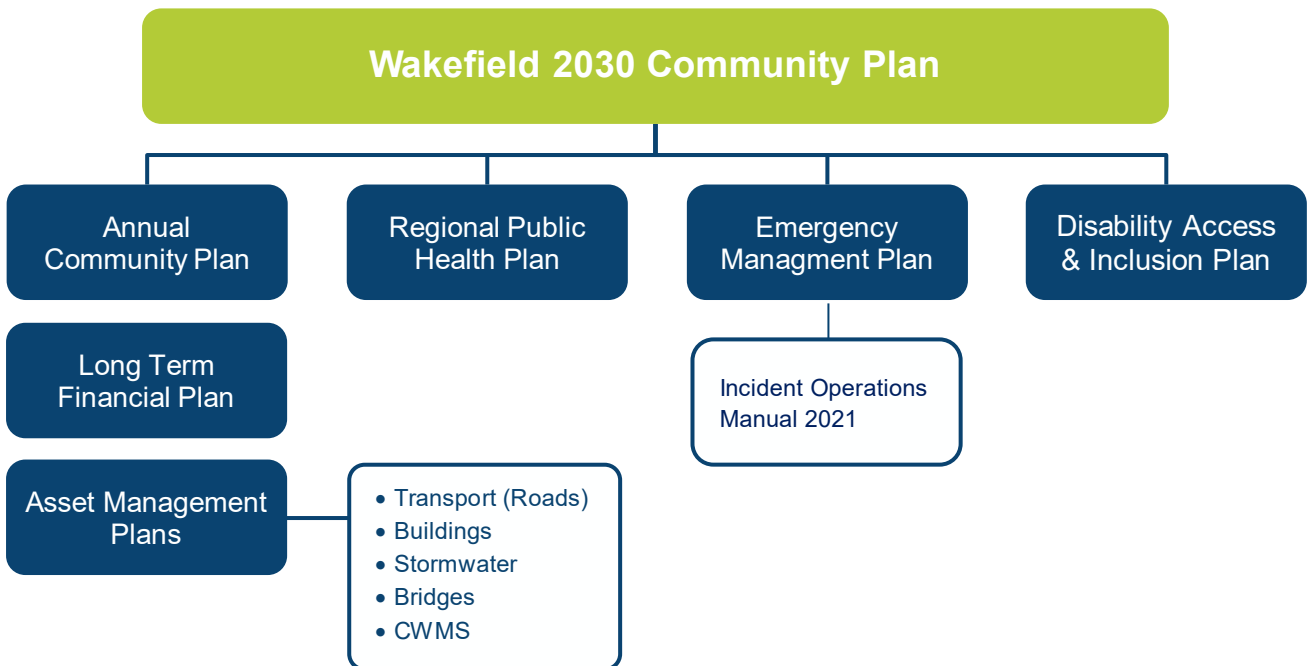 Wakefield 2030 Community Plan
Annual
Community Plan
Regional Public
Health Plan
Emergency
Managment Plan
Disability Access
& Inclusion Plan
Long Term
Financial Plan
Incident Operations
Manual 2021
Asset Management
Plans
• Transport (Roads)
• Buildings
• Stormwater
• Bridges
• CWMS